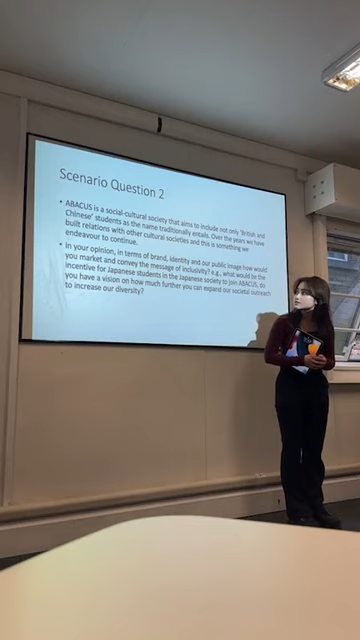 Scenario Question 2
• ABACUS is a social-cultural society that aims to include not only 'British and
Chinese' students as the name traditionally entails. Over the years we have
built relations with other cultural societies and this is something we
endeavour to continue.
• In your opinion, in terms of brand, identity and our public image how would
you market and convey the message of inclusivity? e.g., what would be the
incentive for Japanese students in the Japanese society to join ABACUS, do
you have a vision on how much further you can expand our societal outreach
to increase our diversity?